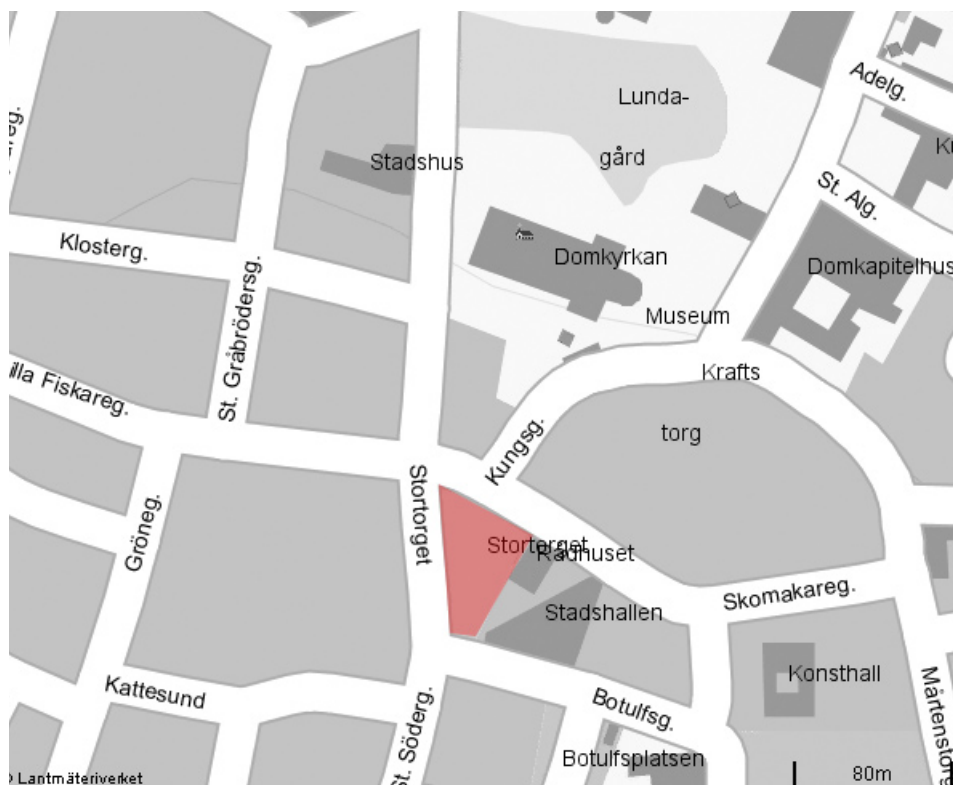 Adelg.
Lunda-
gård
Stadshus
St. Alg.
Klosterg.
Domkyrkan
Domkapitelhus
St. Gråbrödersg.
Museum
Krafts
torg
illa Fiskareg.
Kungsg.
Stortorget
Gröneg.
Stortorget
Rådhuset
Skomakareg.
Stadshallen
Konsthall
Kattesund
Botulfsg.
St. Söderg.
Mårtenstorg
Botulfsplatsen
80m
Lantmäteriverket